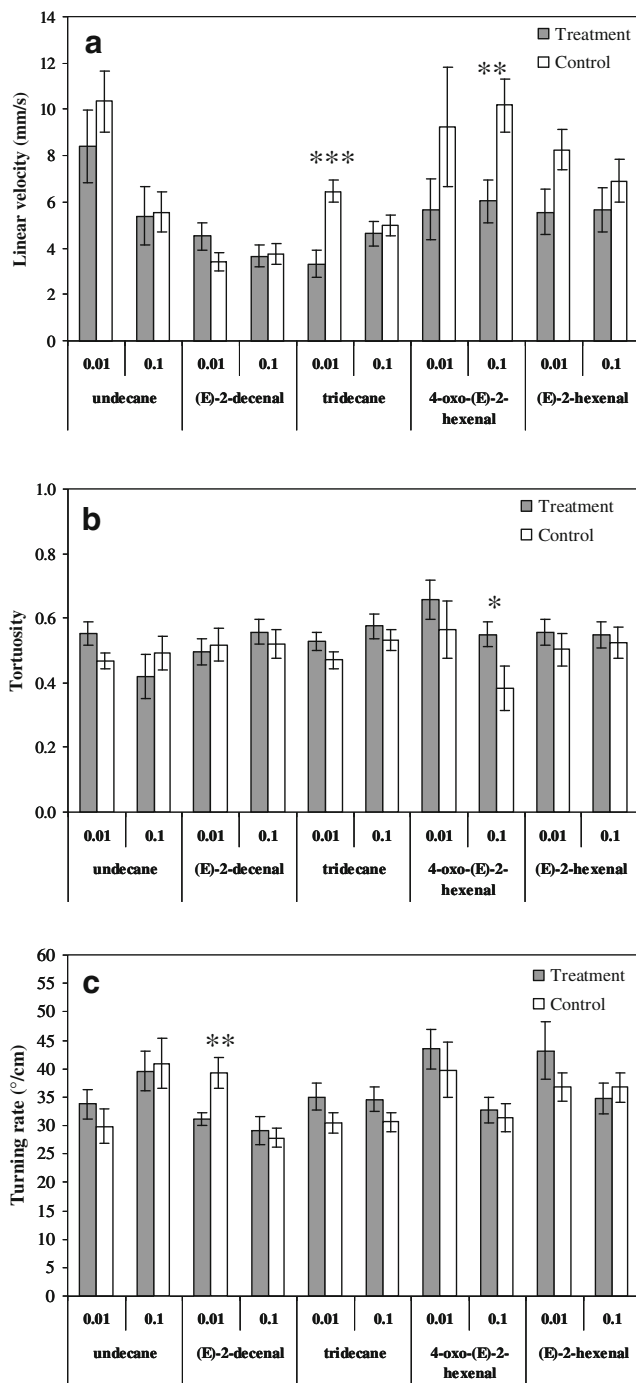 a
Treatment
Control
Linear velocity (mm/s)
14
12
10
8
6
4
2
0
***
**
0.01 0.1 0.01 0.1 0.01 0.1 0.01 0.1 0.01 0.1
undecane (E)-2-decenal tridecane 4-oxo-(E)-2- (E)-2-hexenal
hexenal
b
Treatment
Control
Tortuosity
1.0
0.8
0.6
0.4
0.2
0.0
*
0.01 0.1 0.01 0.1 0.01 0.1 0.01 0.1 0.01 0.1
undecane (E)-2-decenal tridecane 4-oxo-(E)-2- (E)-2-hexenal
hexenal
c
Treatment
Control
Turning rate (°/cm)
60
55
50
45
40
35
30
25
20
15
10
5
0
**
0.01 0.1 0.01 0.1 0.01 0.1 0.01 0.1 0.01 0.1
undecane (E)-2-decenal tridecane 4-oxo-(E)-2- (E)-2-hexenal
hexenal